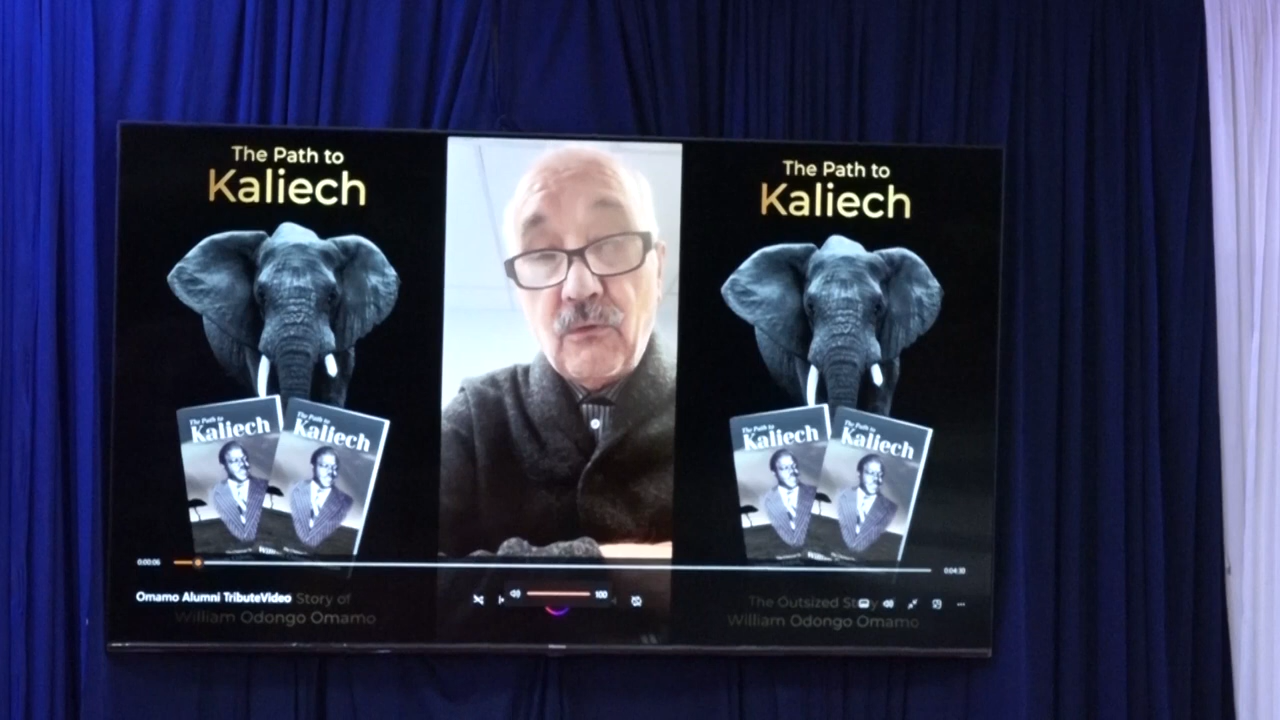 The Path to
Kaliech
The Path to
Kaliech
The Path to
Kaliech
The Path to
Kaliech
The Path to
Kaliech
The Path to
Kaliech
0:00:06
0:04:30
Omamo Alumni TributeVideo Story of
William Odongo Omamo
100
The Outsized Story
William Odongo Omamo